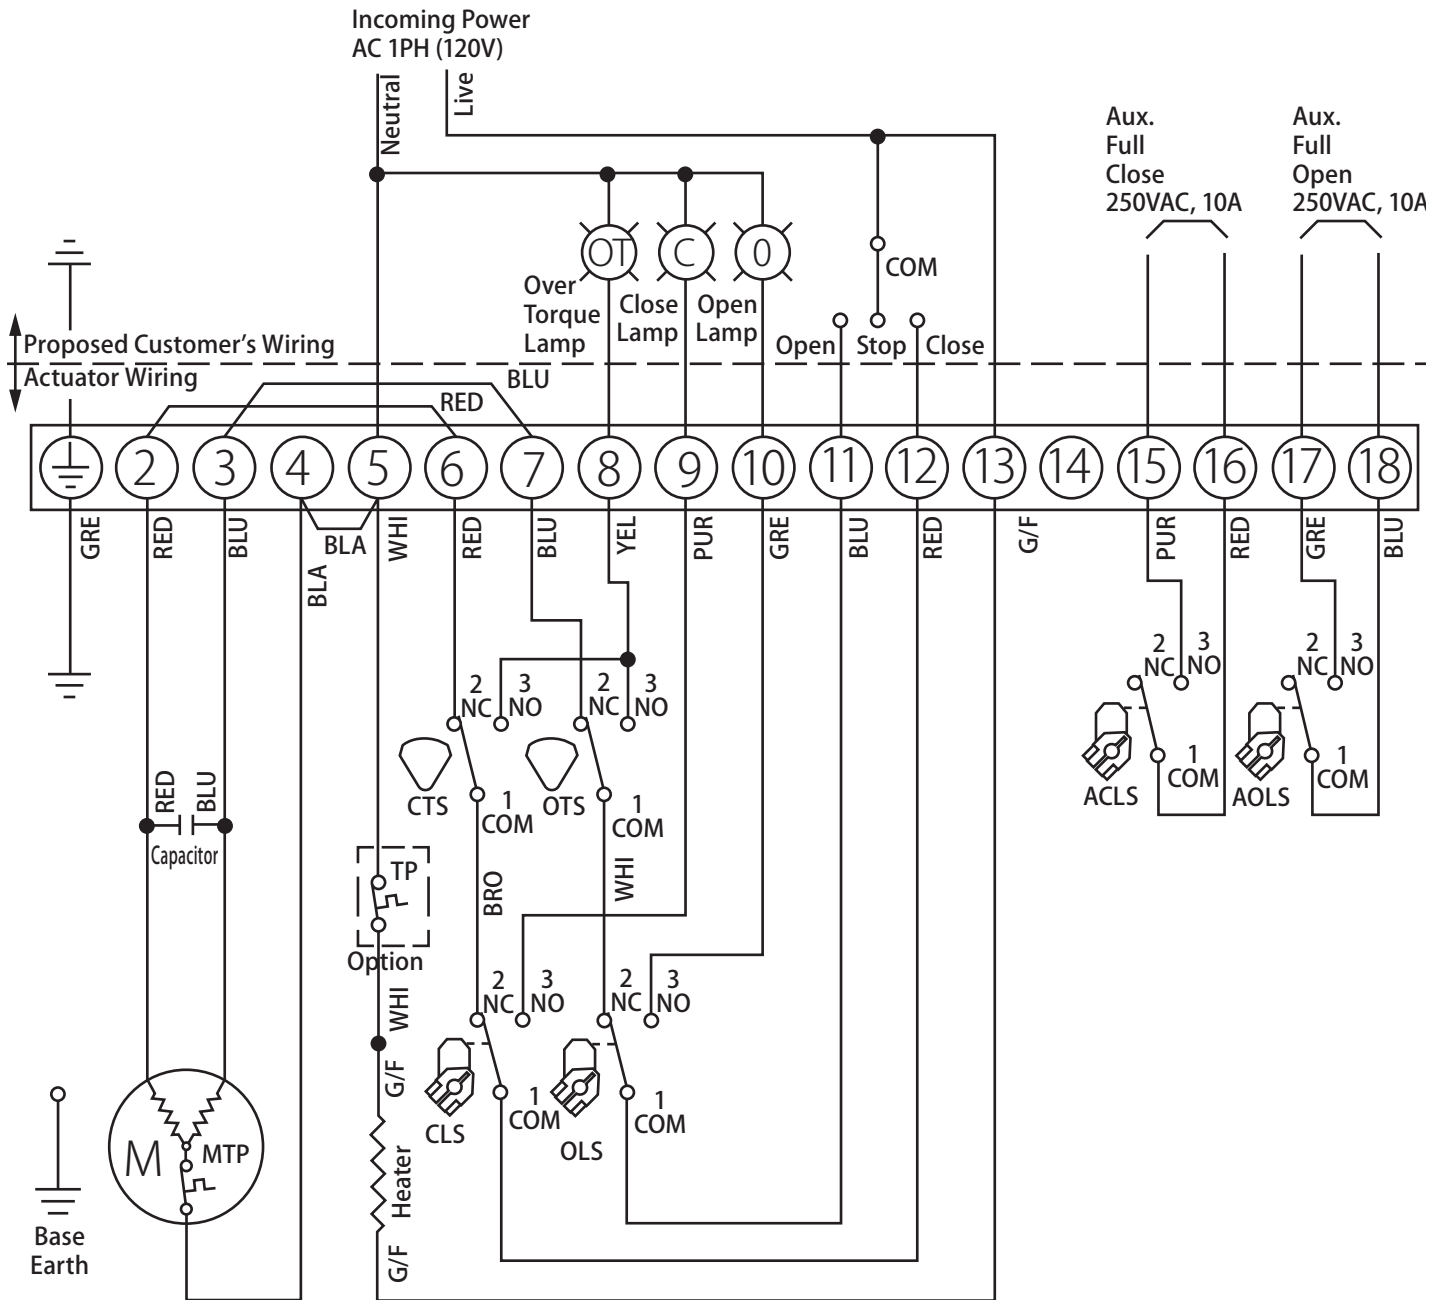 Incoming Power
AC 1PH (120V)
Neutral
Live
Aux.
Full
Close
250VAC, 10A
Aux.
Full
Open
250VAC, 10A
OT
C
0
COM
Over
Torque
Lamp
Close
Lamp
Open
Lamp
Open
Stop
Close
Proposed Customer's Wiring
Actuator Wiring
BLU
RED
2
3
4
5
6
7
8
9
10
11
12
13
14
15
16
17
18
GRE
RED
BLU
BLA
BLA
WHI
RED
BLU
YEL
PUR
GRE
BLU
RED
G/F
PUR
RED
GRE
BLU
2
NC
3
NO
2
NC
3
NO
2
NC
3
NO
2
NC
3
NO
CTS
1
COM
OTS
1
COM
ACLS
1
COM
AOLS
1
COM
RED
BLU
Capacitor
TP
Option
BRO
WHI
WHI
G/F
2
NC
3
NO
2
NC
3
NO
CLS
1
COM
OLS
1
COM
M
MTP
Heater
G/F
Base
Earth